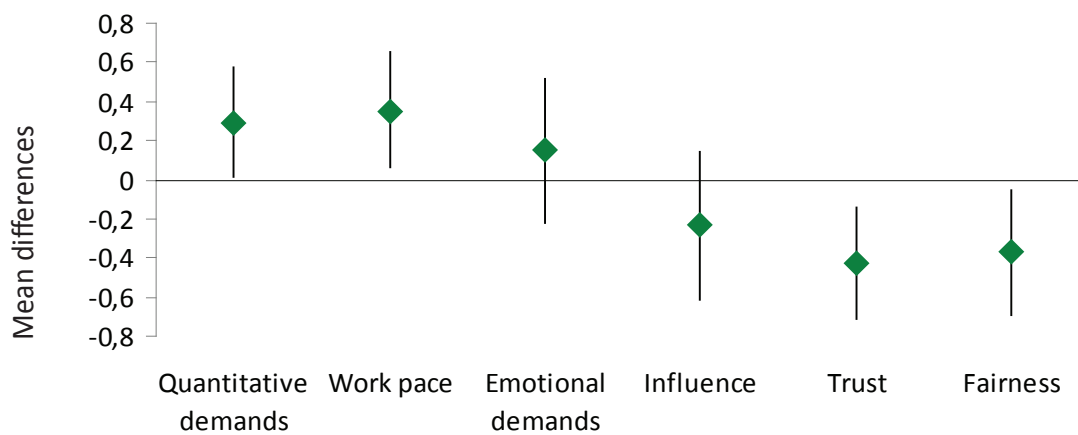 0,8
0,6
0,4
0,2
0
-0,2
-0,4
-0,6
-0,8
Mean differences
Quantitative demands
Work pace
Emotional demands
Influence
Trust
Fairness